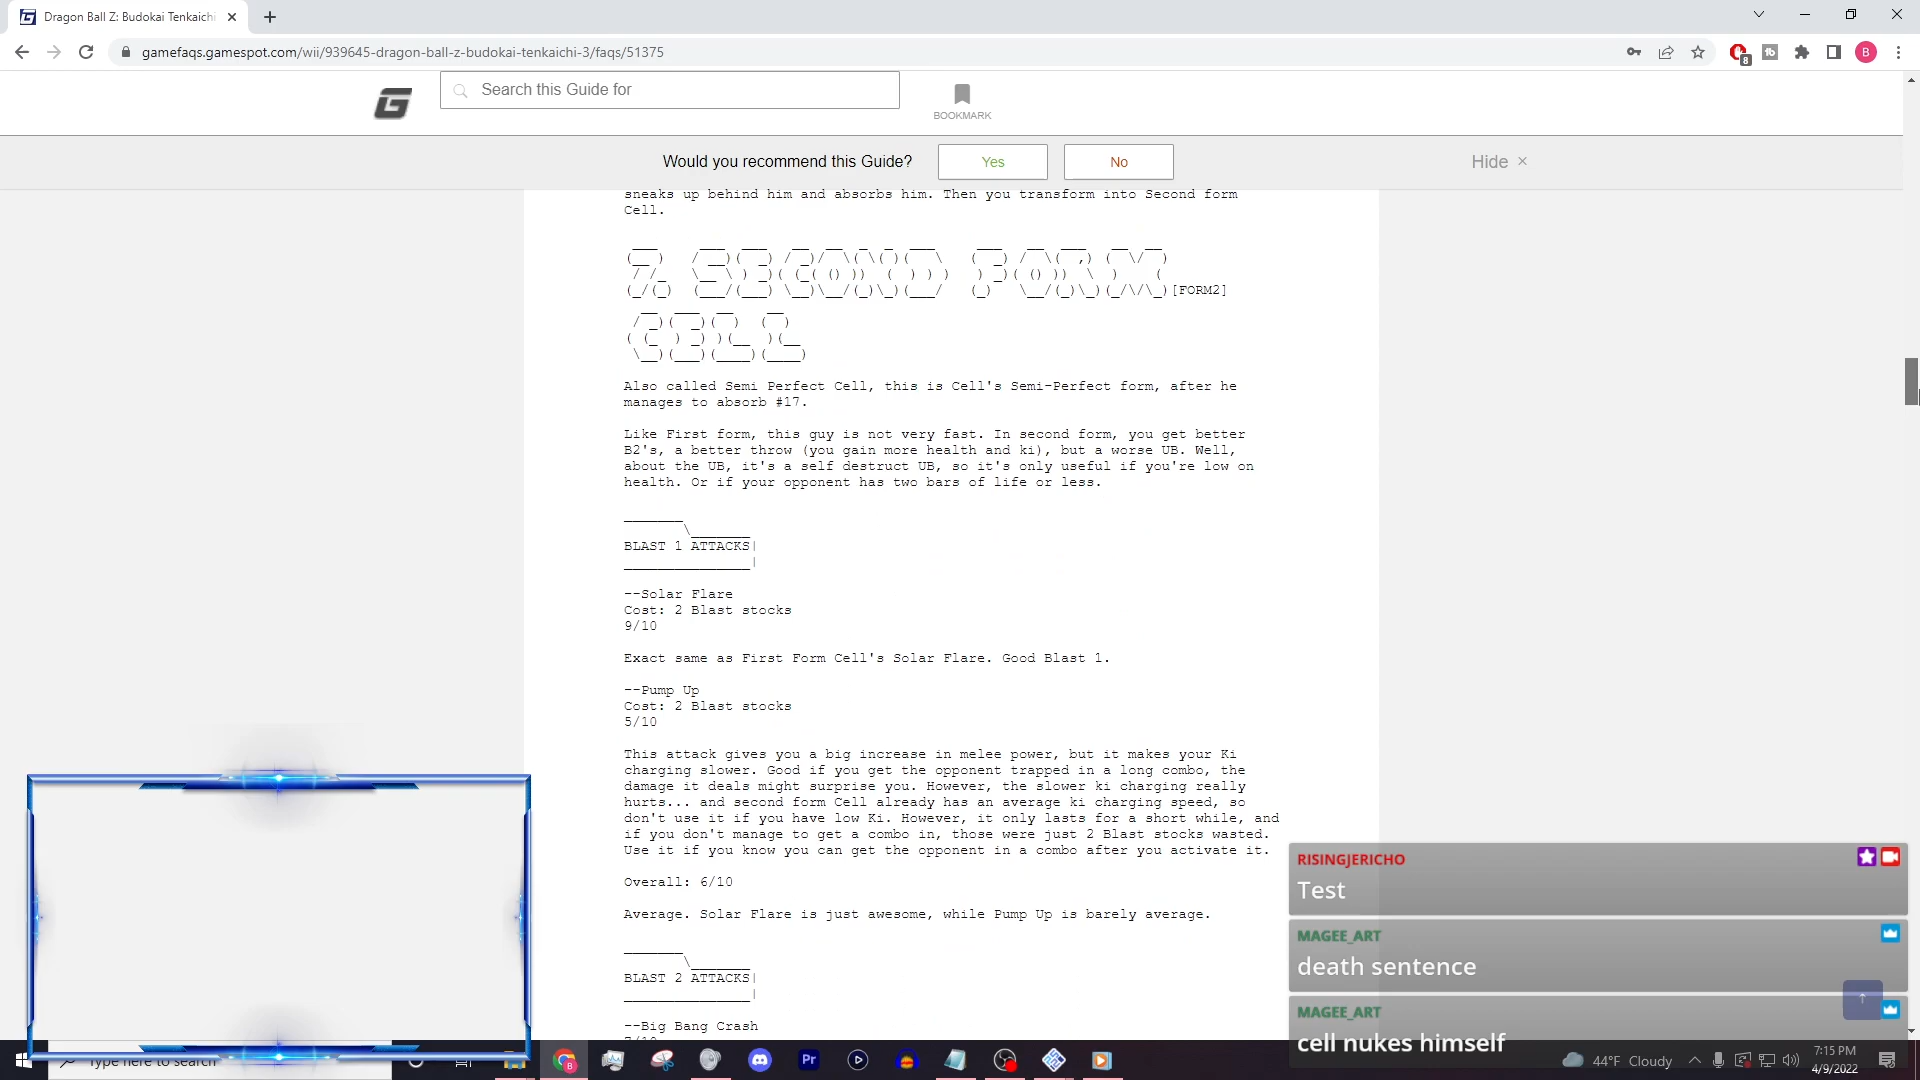 Dragon Ball Z: Budokai Tenkaichi
gamefaqs.gamespot.com/wii/939645-dragon-ball-z-budokai-tenkaichi-3/faqs/51375
B
8
Search this Guide for
BOOKMARK
Would you recommend this Guide?
Yes
No
Hide ×
sneaks up behind him and absorbs him. Then you transform into Second form
Cell.
7. SECOND FORM
[FORM2]
CELL
Also called Semi Perfect Cell, this is Cell's Semi-Perfect form, after he
manages to absorb #17.
Like First form, this guy is not very fast. In second form, you get better
B2's, a better throw (you gain more health and ki), but a worse UB. Well,
about the UB, it's a self destruct UB, so it's only useful if you're low on
health. Or if your opponent has two bars of life or less.
BLAST 1 ATTACKS|
--Solar Flare
Cost: 2 Blast stocks
9/10
Exact same as First Form Cell's Solar Flare. Good Blast 1.
--Pump Up
Cost: 2 Blast stocks
5/10
This attack gives you a big increase in melee power, but it makes your Ki
charging slower. Good if you get the opponent trapped in a long combo, the
damage it deals might surprise you. However, the slower ki charging really
hurts... and second form Cell already has an average ki charging speed, so
don't use it if you have low Ki. However, it only lasts for a short while, and
if you don't manage to get a combo in, those were just 2 Blast stocks wasted.
Use it if you know you can get the opponent in a combo after you activate it.
Overall: 6/10
Average. Solar Flare is just awesome, while Pump Up is barely average.
BLAST 2 ATTACKS|
--Big Bang Crash
RISINGJERICHO
Test
MAGEE_ART
death sentence
MAGEE_ART
cell nukes himself
Type here to search
Pr
44°F Cloudy
7:15 PM
4/9/2022